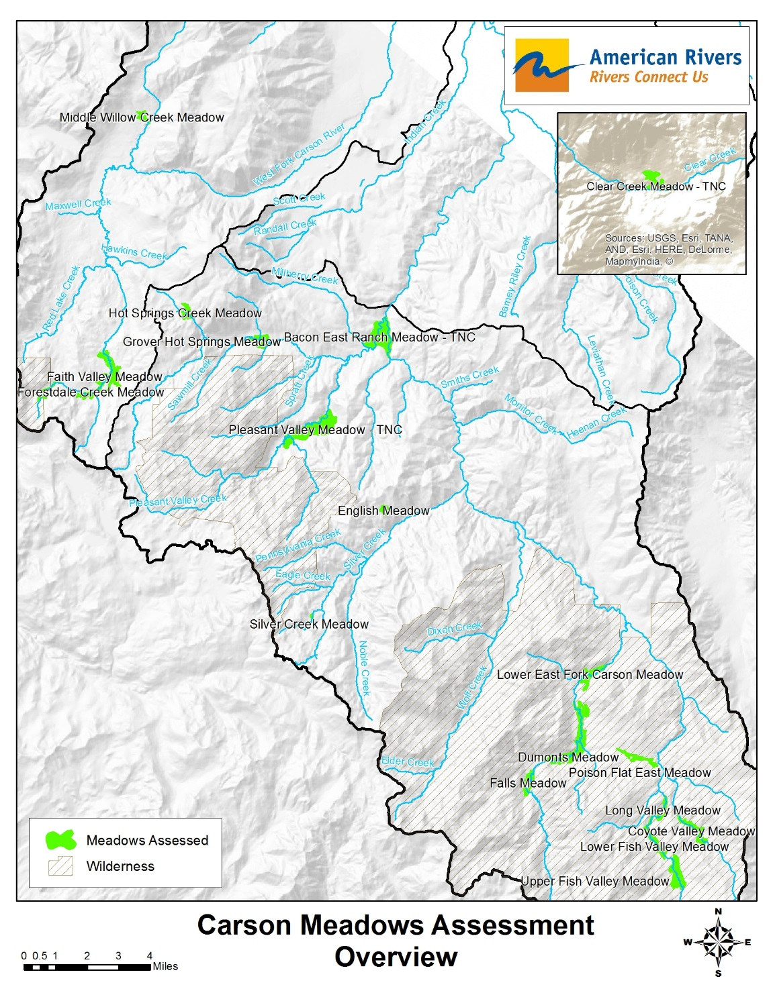 American Rivers
Rivers Connect Us
Middle Willow Creek Meadow
Indian Creek
West Fork Carson River
Clear Creek
Clear Creek Meadow - TNC
Maxwell Creek
Scott Creek
Randall Creek
Sources: USGS, Esri, TANA,
AND, Esri, HERE, DeLorme,
MapmyIndia, ©
Hawkins Creek
Millberry Creek
Barney Riley Creek
Red Lake Creek
Poison Creek
Creek
Hot Springs Creek Meadow
Grover Hot Springs Meadow
Bacon East Ranch Meadow - TNC
Leviathan Creek
Faith Valley Meadow
Forestdale Creek Meadow
Sawmill Creek
Spratt Creek
Smiths Creek
Monitor Creek
Heenan Creek
Pleasant Valley Meadow - TNC
Pleasant Valley Creek
English Meadow
Pennsylvania Creek
Silver Creek
Eagle Creek
Silver Creek Meadow
Noble Creek
Dixon Creek
Wolf Creek
Lower East Fork Carson Meadow
Elder Creek
Dumonts Meadow
Poison Flat East Meadow
Falls Meadow
Long Valley Meadow
Coyote Valley Meadow
Lower Fish Valley Meadow
Upper Fish Valley Meadow
Meadows Assessed
Wilderness
Carson Meadows Assessment
Overview
0 0.5 1 2 3 4
Miles
N
W E
S